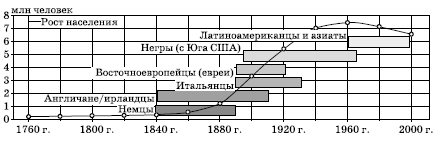 млн человек
8
Рост населения
7
Латиноамериканцы и азиаты
6
5
Негры (с Юга США)
4
3
Восточноевропейцы (евреи)
Итальянцы
2
Англичане/ирландцы
1
Немцы
0
1760 г. 1800 г. 1840 г. 1880 г. 1920 г. 1960 г. 2000 г.